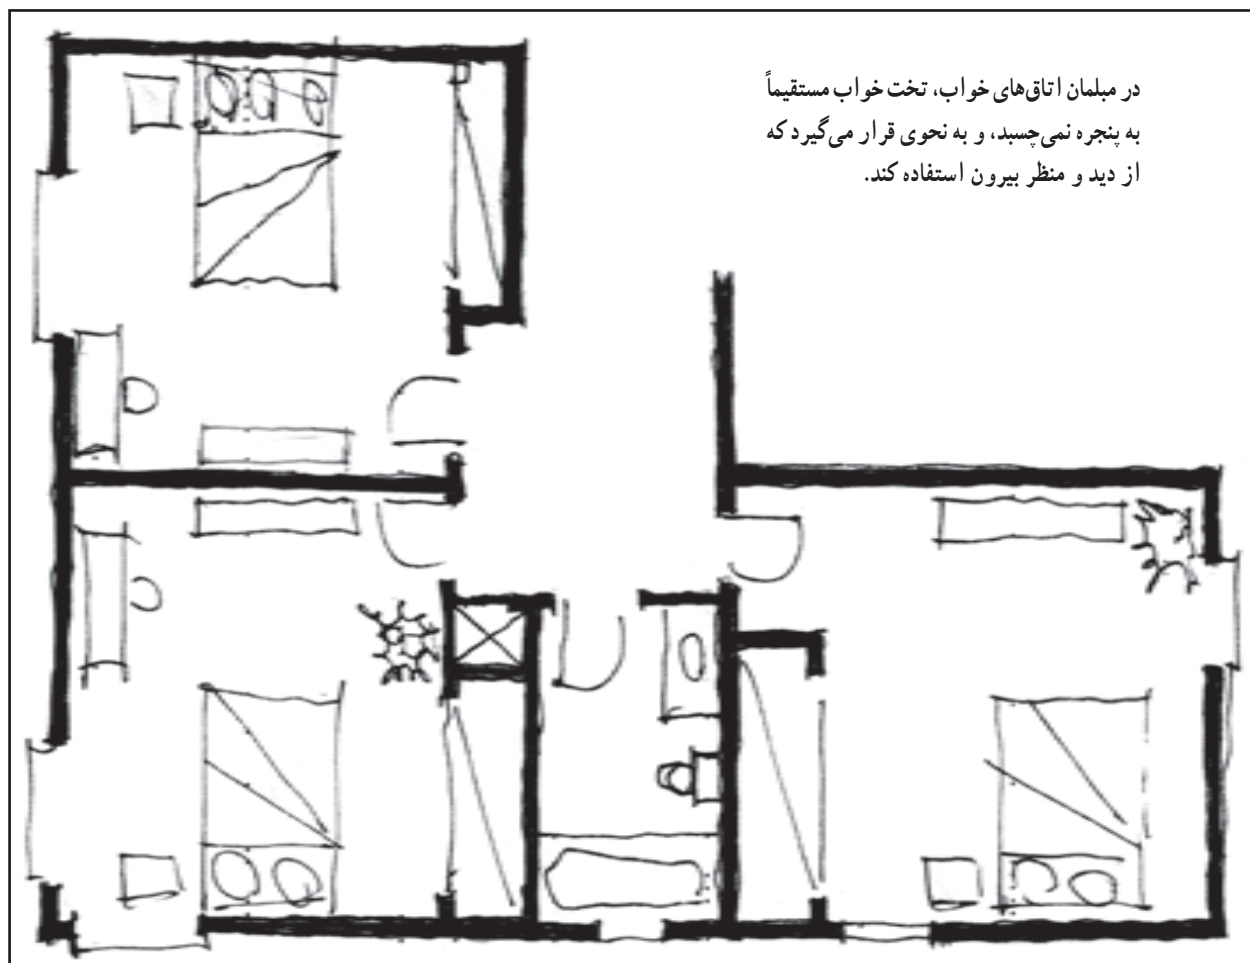 در مبلمان اتاق‌های خواب، تخت خواب مستقیماً
به پنجره نمی‌چسبد، و به نحوی قرار می‌گیرد که
از دید و منظر بیرون استفاده کند.